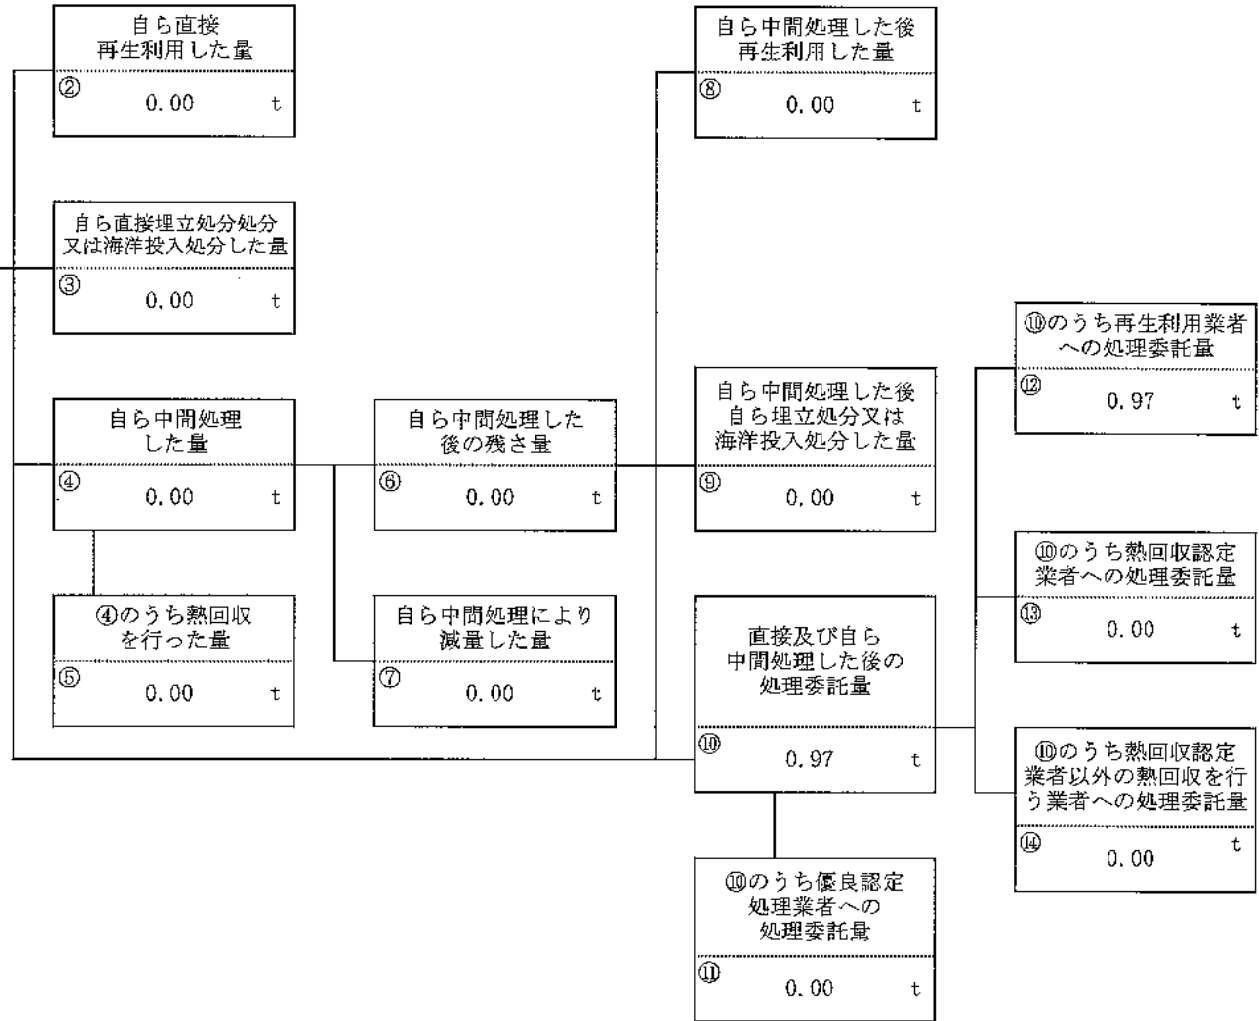 自ら直接
再生利用した量
②
0.00 t
自ら直接埋立処分処分
又は海洋投入処分した量
③
0.00 t
自ら中間処理
した量
④
0.00 t
④のうち熱回収
を行った量
⑤
0.00 t
自ら中間処理した
後の残さ量
⑥
0.00 t
自ら中間処理により
減量した量
⑦
0.00 t
自ら中間処理した後
再生利用した量
⑧
0.00 t
自ら中間処理した後
自ら埋立処分又は
海洋投入処分した量
⑨
0.00 t
直接及び自ら
中間処理した後の
処理委託量
⑩
0.97 t
⑩のうち優良認定
処理業者への
処理委託量
⑪
0.00 t
⑩のうち再生利用業者
への処理委託量
⑫
0.97 t
⑩のうち熱回収認定
業者への処理委託量
⑬
0.00 t
⑩のうち熱回収認定
業者以外の熱回収を行
う業者への処理委託量
⑭
0.00 t